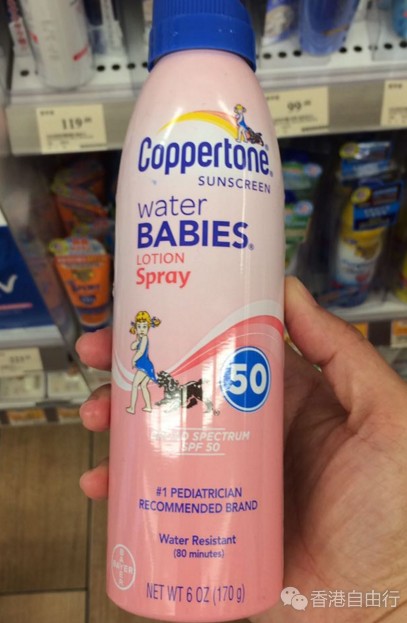 119.
99.
Coppertone®
SUNSCREEN
water
BABIES®
LOTION
Spray
50
BROAD SPECTRUM
SPF 50
#1 PEDIATRICIAN
RECOMMENDED BRAND
Water Resistant
(80 minutes)
BAYER
NET WT 6 OZ (170 g)
香港自由行